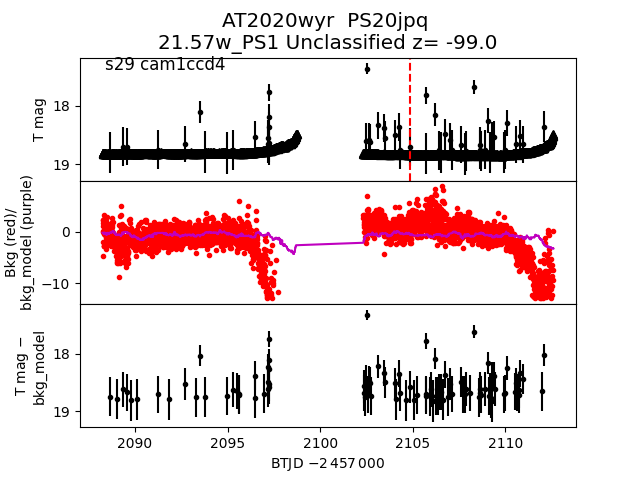 AT2020wyr  PS20jpq
21.57w_PS1 Unclassified z= -99.0
s29 cam1ccd4
T mag
18
19
Bkg (red)/
bkg_model (purple)
0
−10
T mag −
bkg_model
18
19
2090
2095
2100
2105
2110
BTJD −2 457 000